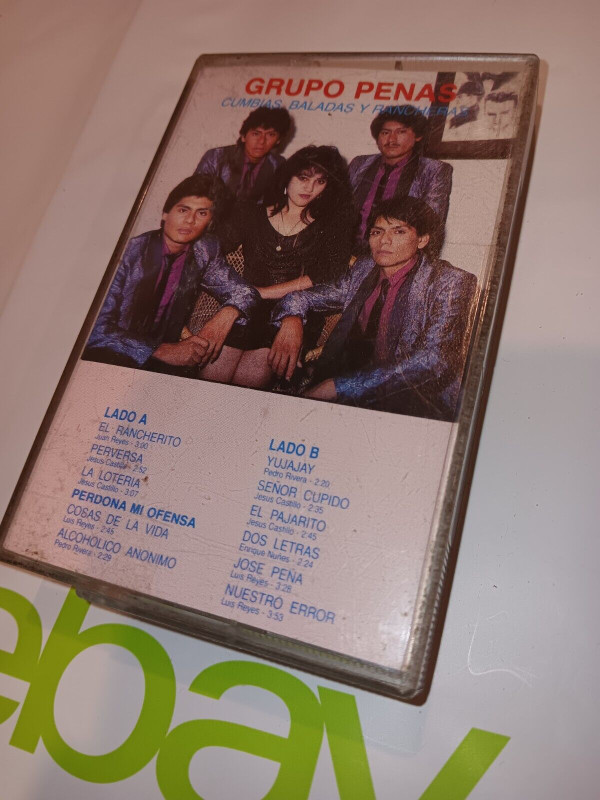 GRUPO PENAS
CUMBIAS, BALADAS Y RANCHERAS
LADO A
EL RANCHERITO
Juan Reyes - 3:00
PERVERSA
Jesus Castillo - 2:52
LA LOTERIA
Jesus Castillo - 3:07
PERDONA MI OFENSA
COSAS DE LA VIDA
Luis Reyes - 2:45
ALCOHOLICO ANONIMO
Pedro Rivera - 2:29
LADO B
YUJAJAY
Pedro Rivera - 2:20
SEÑOR CUPIDO
Jesus Castillo - 2:35
EL PAJARITO
Jesus Castillo - 2:45
DOS LETRAS
Enrique Nuñes - 2:24
JOSE PEÑA
Luis Reyes - 3:28
NUESTRO ERROR
Luis Reyes - 3:53
ebay